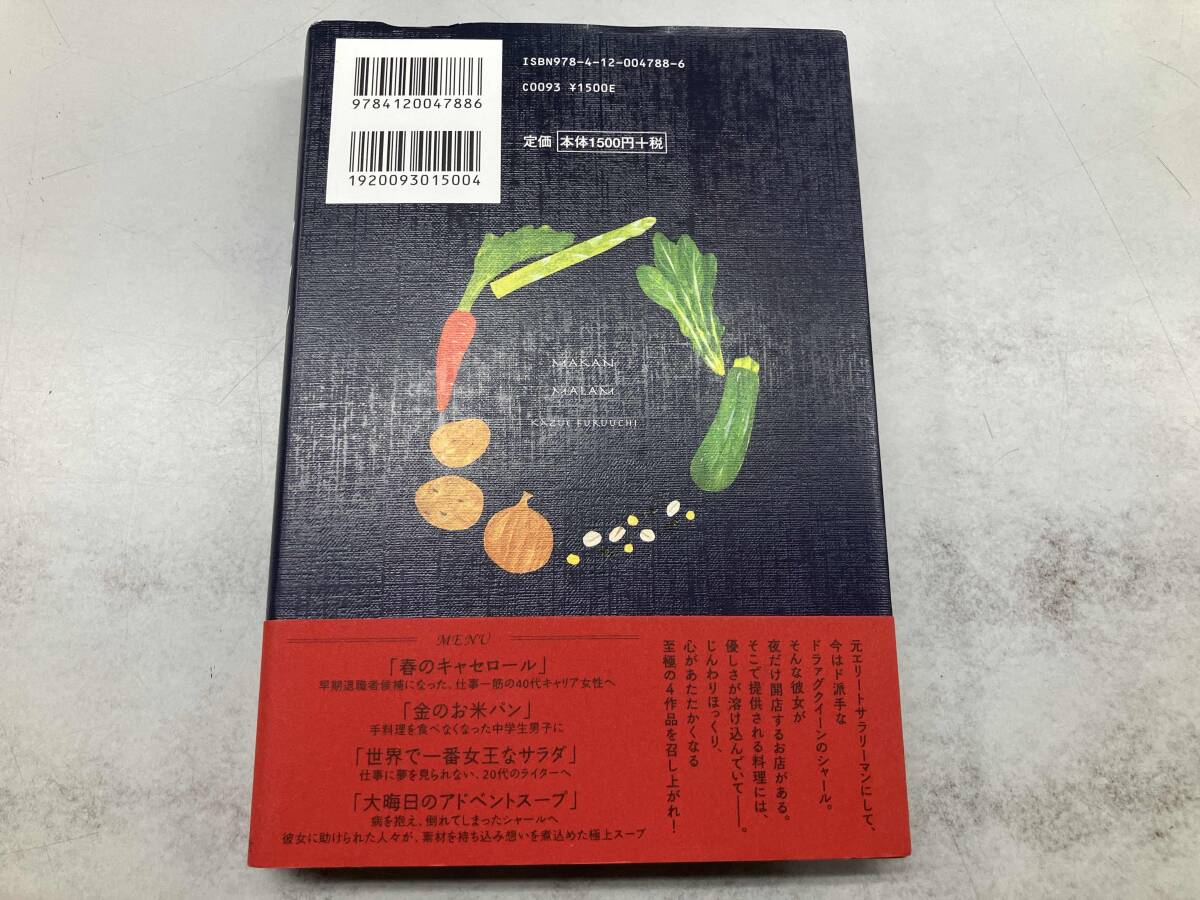 ISBN978-4-12-004788-6
C0093 ¥1500E
9784120047886
定価 本体1500円+税
1920093015004
MAKAN
MALAM
KAZUE FURUUCHI
MENU
「春のキャセロール」
早期退職者候補になった、仕事一筋の40代キャリア女性へ
「金のお米パン」
手料理を食べなくなった中学生男子に
「世界で一番女王なサラダ」
仕事に夢を見られない、20代のライターへ
「大晦日のアドベントスープ」
病を抱え、倒れてしまったシャールへ
彼女に助けられた人々が、素材を持ち込み想いを煮込めた極上スープ
元エリートサラリーマンにして、
今はド派手な
ドラァグクイーンのシャール。
そんな彼女が
夜だけ開店するお店がある。
そこで提供される料理には、
優しさが溶け込んでいて――。
じんわりほっくり、
心があたたかくなる
至極の4作品を召し上がれ!